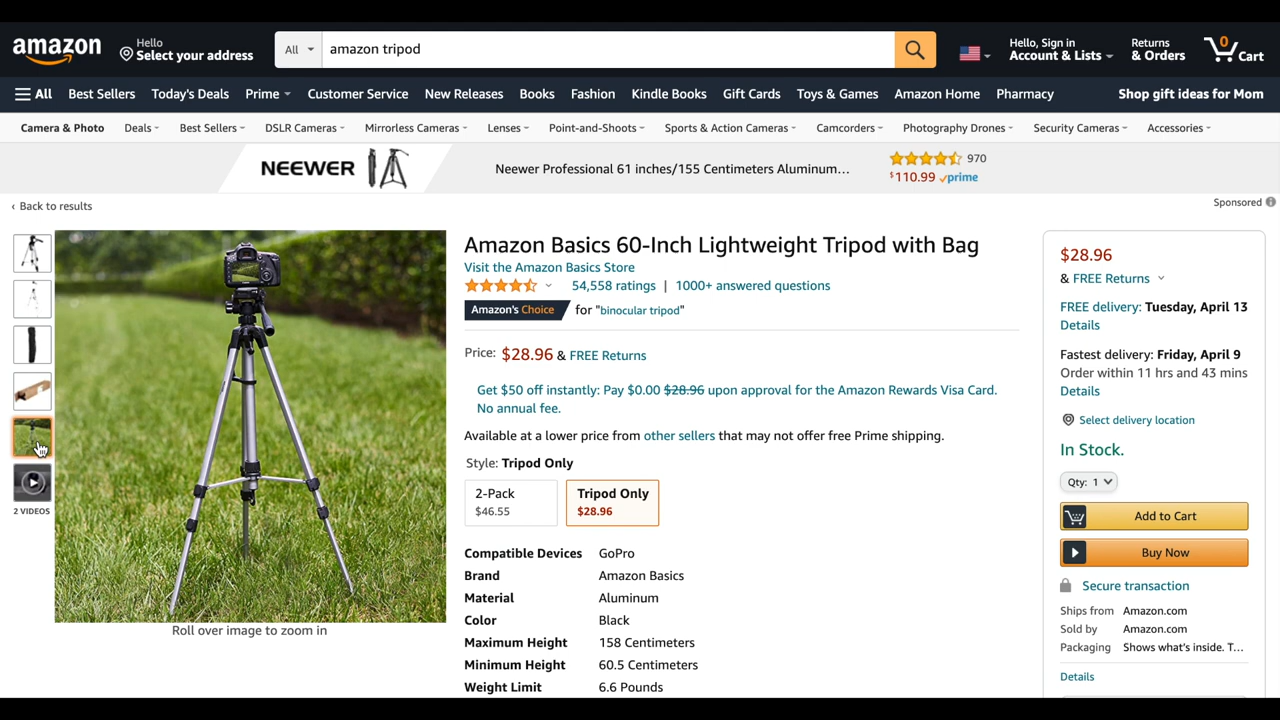 amazon
Hello
Select your address
All
amazon tripod
Hello, Sign in
Account & Lists
Returns
& Orders
0
Cart
All
Best Sellers
Today's Deals
Prime
Customer Service
New Releases
Books
Fashion
Kindle Books
Gift Cards
Toys & Games
Amazon Home
Pharmacy
Shop gift ideas for Mom
Camera & Photo
Deals
Best Sellers
DSLR Cameras
Mirrorless Cameras
Lenses
Point-and-Shoots
Sports & Action Cameras
Camcorders
Photography Drones
Security Cameras
Accessories
NEEWER
Neewer Professional 61 inches/155 Centimeters Aluminum...
970
$110.99 prime
‹ Back to results
Sponsored
2 VIDEOS
Roll over image to zoom in
Amazon Basics 60-Inch Lightweight Tripod with Bag
Visit the Amazon Basics Store
54,558 ratings | 1000+ answered questions
Amazon's Choice for "binocular tripod"
Price: $28.96 & FREE Returns
Get $50 off instantly: Pay $0.00 $28.96 upon approval for the Amazon Rewards Visa Card.
No annual fee.
Available at a lower price from other sellers that may not offer free Prime shipping.
Style: Tripod Only
2-Pack
$46.55
Tripod Only
$28.96
Compatible Devices GoPro
Brand Amazon Basics
Material Aluminum
Color Black
Maximum Height 158 Centimeters
Minimum Height 60.5 Centimeters
Weight Limit 6.6 Pounds
$28.96
& FREE Returns
FREE delivery: Tuesday, April 13
Details
Fastest delivery: Friday, April 9
Order within 11 hrs and 43 mins
Details
Select delivery location
In Stock.
Qty: 1
Add to Cart
Buy Now
Secure transaction
Ships from Amazon.com
Sold by Amazon.com
Packaging Shows what's inside. T...
Details